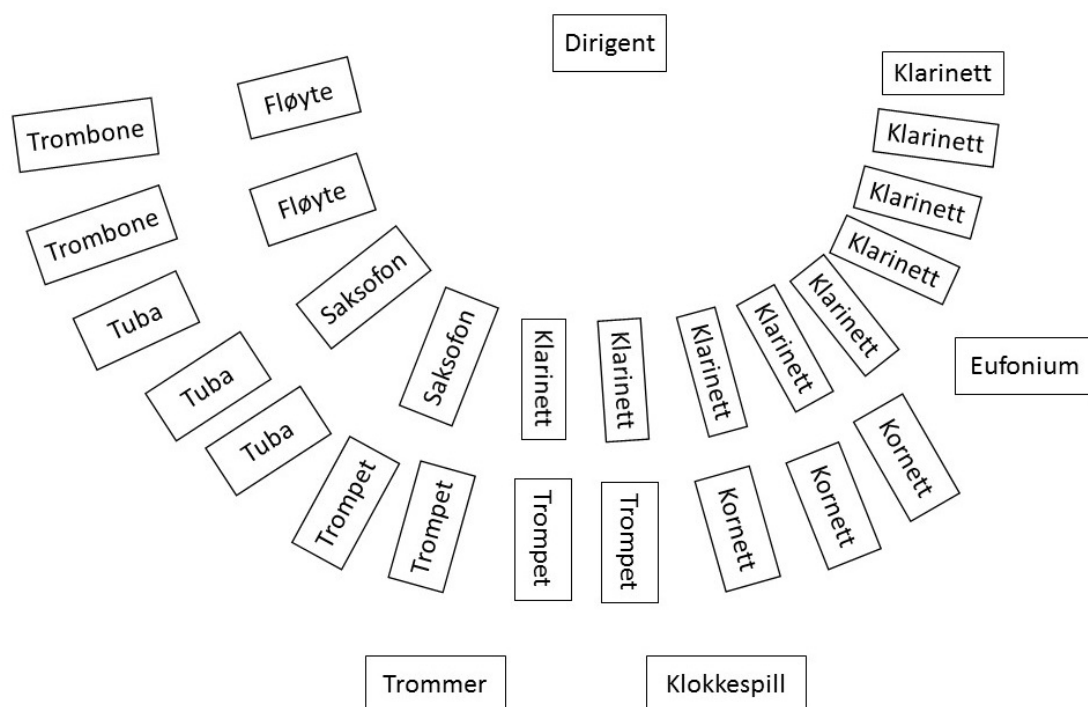 Dirigent
Klarinett
Klarinett
Klarinett
Klarinett
Klarinett
Klarinett
Klarinett
Klarinett
Klarinett
Saksofon
Saksofon
Fløyte
Fløyte
Trombone
Trombone
Tuba
Tuba
Tuba
Trompet
Trompet
Trompet
Trompet
Kornett
Kornett
Kornett
Eufonium
Trommer
Klokkespill